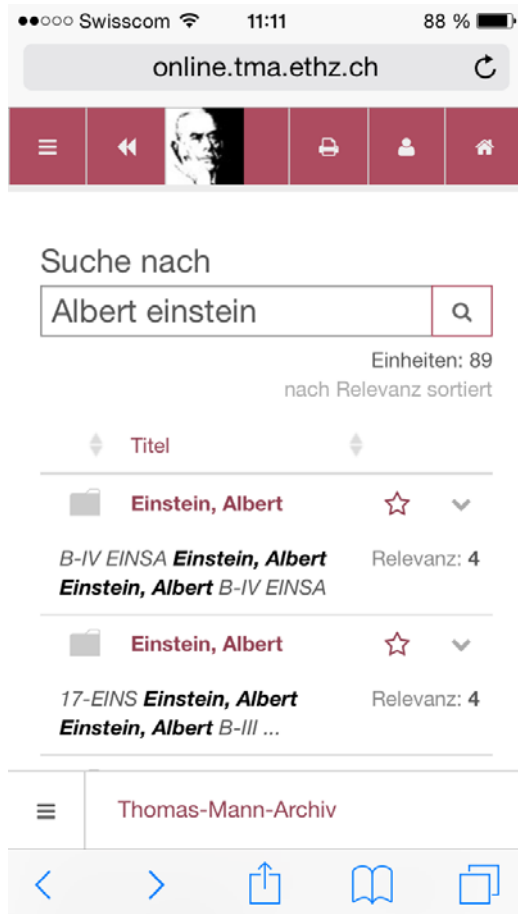 Swisscom 11:11 88 %
online.tma.ethz.ch
Suche nach
Albert einstein
Einheiten: 89
nach Relevanz sortiert
Titel
Einstein, Albert
B-IV EINSA Einstein, Albert Relevanz: 4
Einstein, Albert B-IV EINSA
Einstein, Albert
17-EINS Einstein, Albert Relevanz: 4
Einstein, Albert B-III ...
Thomas-Mann-Archiv